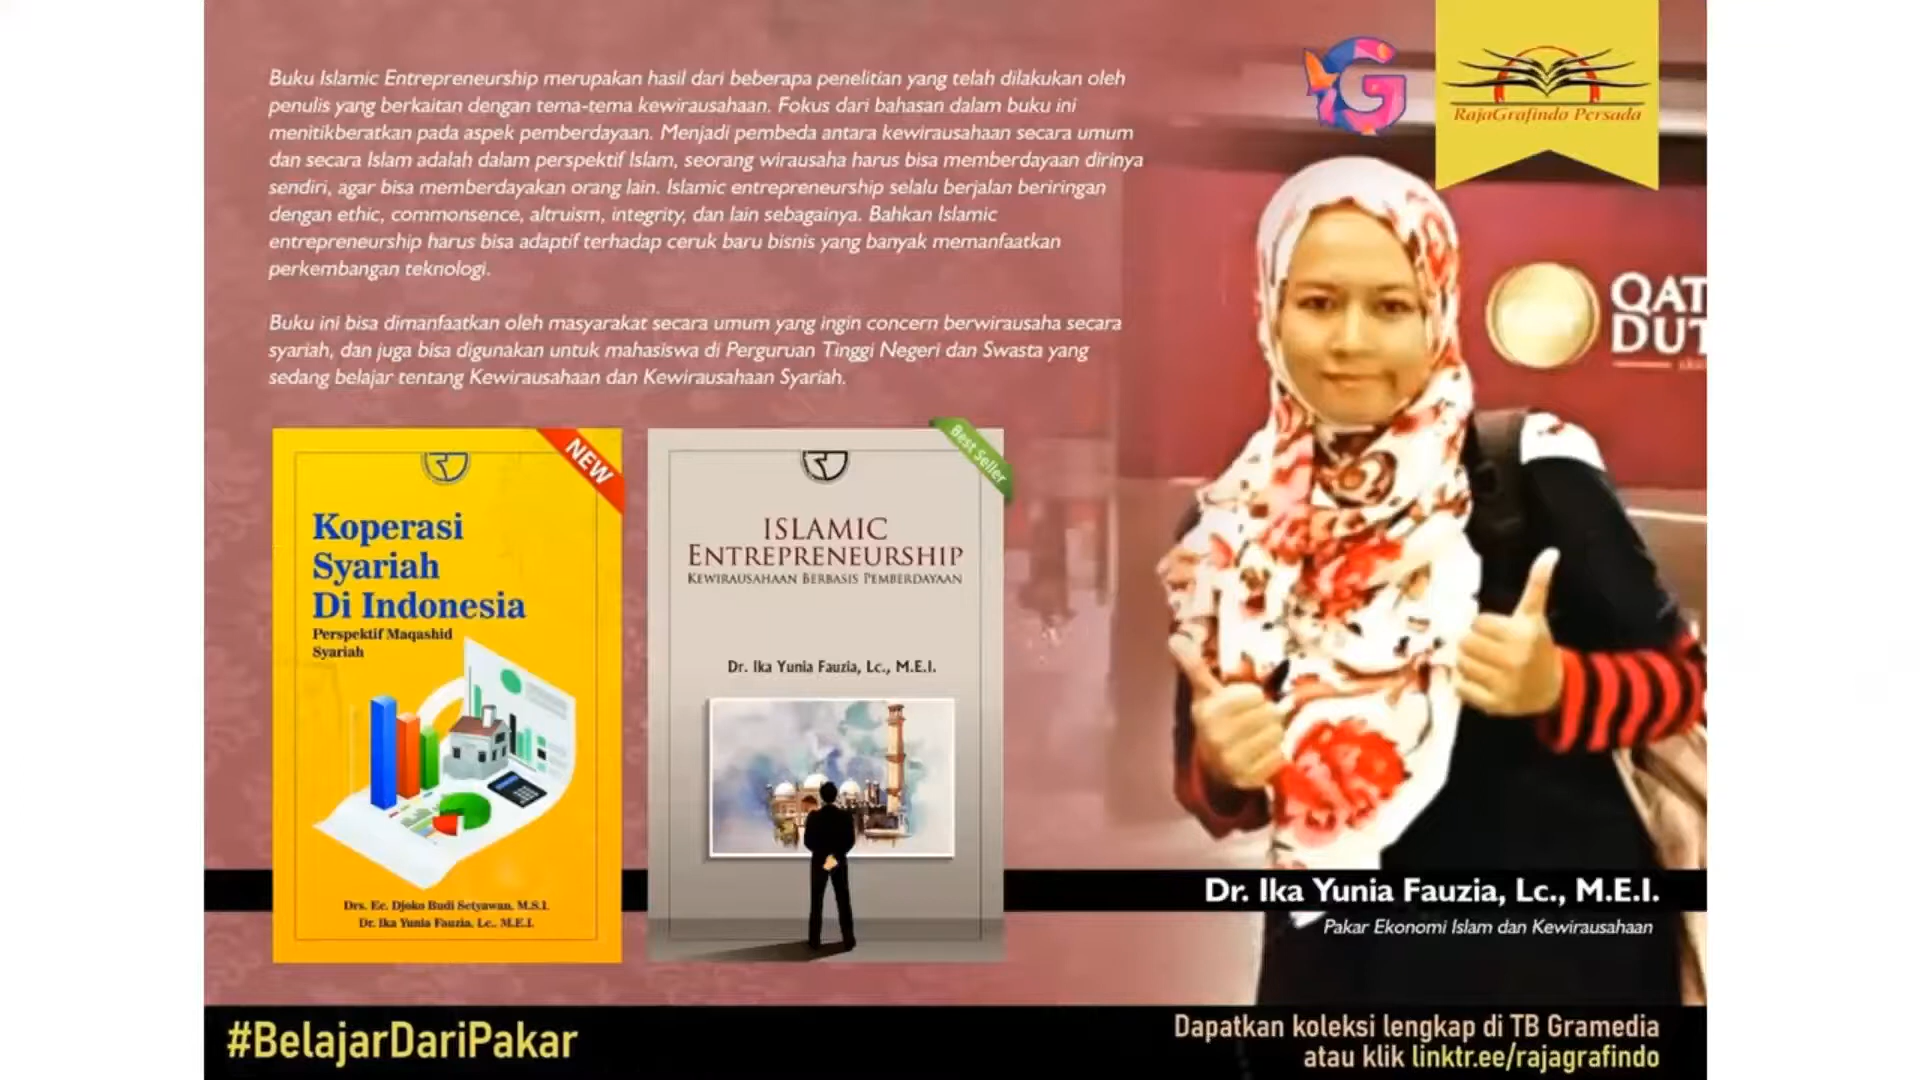 Buku Islamic Entrepreneurship merupakan hasil dari beberapa penelitian yang telah dilakukan oleh
penulis yang berkaitan dengan tema-tema kewirausahaan. Fokus dari bahasan dalam buku ini
menitikberatkan pada aspek pemberdayaan. Menjadi pembeda antara kewirausahaan secara umum
dan secara Islam adalah dalam perspektif Islam, seorang wirausaha harus bisa memberdayaan dirinya
sendiri, agar bisa memberdayakan orang lain. Islamic entrepreneurship selalu berjalan beriringan
dengan ethic, commonsence, altruism, integrity, dan lain sebagainya. Bahkan Islamic
entrepreneurship harus bisa adaptif terhadap ceruk baru bisnis yang banyak memanfaatkan
perkembangan teknologi.
Buku ini bisa dimanfaatkan oleh masyarakat secara umum yang ingin concern berwirausaha secara
syariah, dan juga bisa digunakan untuk mahasiswa di Perguruan Tinggi Negeri dan Swasta yang
sedang belajar tentang Kewirausahaan dan Kewirausahaan Syariah.
G
RajaGrafindo Persada
QAT
DUT
NEW
Koperasi
Syariah
Di Indonesia
Perspektif Maqashid
Syariah
Drs. Ec. Djoko Budi Setyawan, M.S.I.
Dr. Ika Yunia Fauzia, Lc., M.E.I.
Best Seller
ISLAMIC
ENTREPRENEURSHIP
KEWIRAUSAHAAN BERBASIS PEMBERDAYAAN
Dr. Ika Yunia Fauzia, Lc., M.E.I.
Dr. Ika Yunia Fauzia, Lc., M.E.I.
Pakar Ekonomi Islam dan Kewirausahaan
#BelajarDariPakar
Dapatkan koleksi lengkap di TB Gramedia
atau klik linktr.ee/rajagrafindo